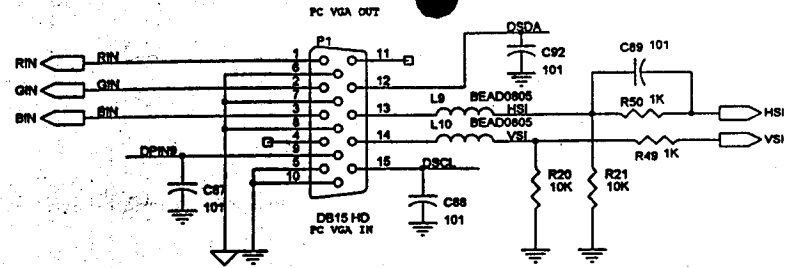 PC VGA OUT
P1
DSDA
C92
101
C89 101
RIN RIN 1 6 11
GIN GIN 2 7 12
BIN BIN 3 8 13
L9 BEAD0805
HSI
R50 1K
HSI
L10 BEAD0805
VSI
R49 1K
VSI
4 14
DPIN9 9
5 15 DSCL
10
C87
101
C88
101
R20
10K
R21
10K
DB15 HD
PC VGA IN